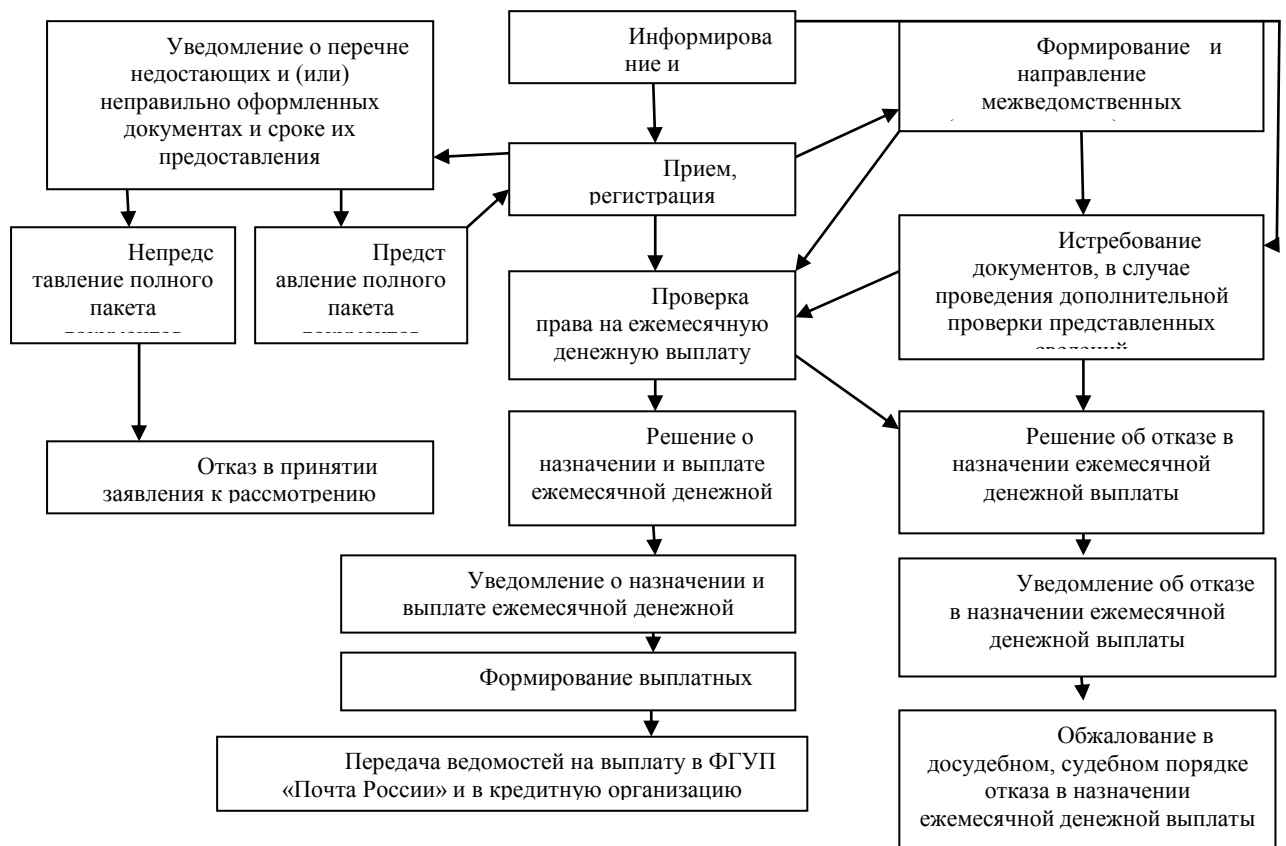 Уведомление о перечне
недостающих и (или)
неправильно оформленных
документах и сроке их
предоставления
Информирова
ние и
Формирование и
направление
межведомственных
Прием,
регистрация
Непредс
тавление полного
пакета
Предст
авление полного
пакета
Истребование
документов, в случае
проведения дополнительной
проверки представленных
Проверка
права на ежемесячную
денежную выплату
Отказ в принятии
заявления к рассмотрению
Решение о
назначении и выплате
ежемесячной денежной
Решение об отказе в
назначении ежемесячной
денежной выплаты
Уведомление о назначении и
выплате ежемесячной денежной
Уведомление об отказе
в назначении ежемесячной
денежной выплаты
Формирование выплатных
Передача ведомостей на выплату в ФГУП
«Почта России» и в кредитную организацию
Обжалование в
досудебном, судебном порядке
отказа в назначении
ежемесячной денежной выплаты